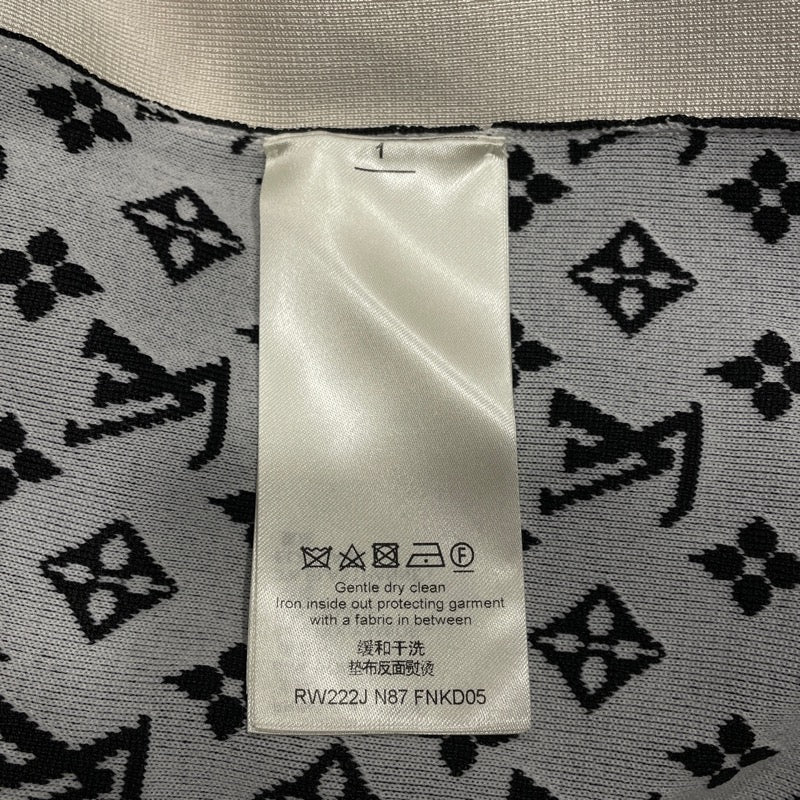 1
Gentle dry clean
Iron inside out protecting garment
with a fabric in between
缓和干洗
垫布反面熨烫
RW222J N87 FNKD05